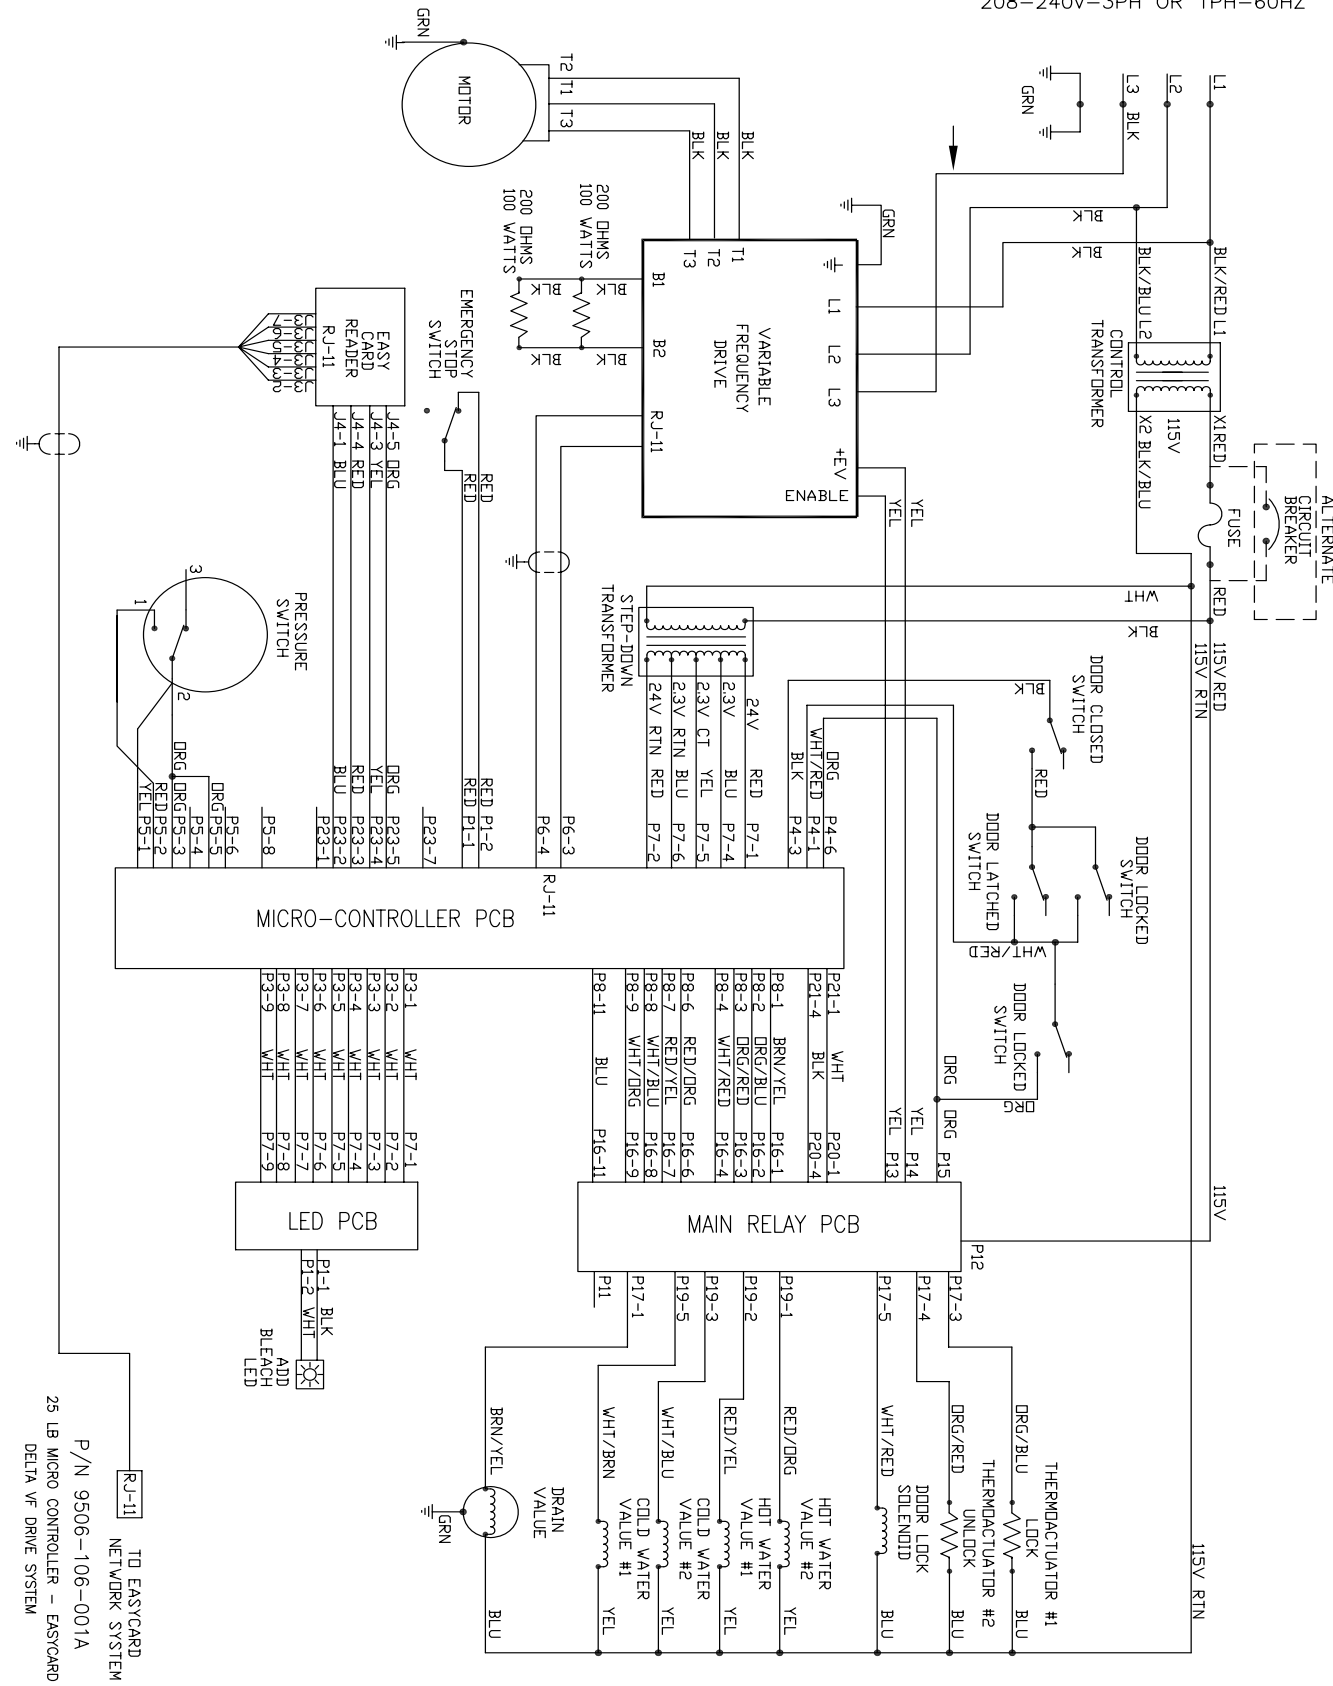 208-240V-3PH OR 1PH-60HZ
L1
L2
L3
BLK
GRN
BLK
BLK
BLK/RED L1
BLK/BLU L2
CONTROL
TRANSFORMER
115V
X1 RED
X2 BLK/BLU
ALTERNATE
CIRCUIT
BREAKER
FUSE
RED
WHT
BLK
115V RED
115V RTN
GRN
MOTOR
T2
T1
T3
BLK
BLK
BLK
GRN
200 OHMS
100 WATTS
200 OHMS
100 WATTS
BLK
BLK
BLK
BLK
T1
T2
T3
B1
B2
RJ-11
VARIABLE
FREQUENCY
DRIVE
L1
L2
L3
+EV
ENABLE
YEL
YEL
EMERGENCY
STOP
SWITCH
RED
RED
EASY
CARD
READER
RJ-11
J4-5 ORG
J4-3 YEL
J4-4 RED
J4-1 BLU
PRESSURE
SWITCH
3
1
2
ORG
STEP-DOWN
TRANSFORMER
24V RED P7-1
2.3V BLU P7-4
2.3V CT YEL P7-5
2.3V RTN BLU P7-6
24V RTN RED P7-2
DOOR CLOSED
SWITCH
BLK
RED
DOOR LATCHED
SWITCH
DOOR LOCKED
SWITCH
WHT/RED
DOOR LOCKED
SWITCH
ORG
ORG P4-6
WHT/RED P4-1
BLK P4-3
P6-3
P6-4
RED P1-2
RED P1-1
P23-7
ORG P23-5
YEL P23-4
RED P23-3
BLU P23-2
P23-1
P5-8
P5-6
ORG P5-5
P5-4
ORG P5-3
RED P5-2
YEL P5-1
RJ-11
MICRO-CONTROLLER PCB
P21-1 WHT P20-1
P21-4 BLK P20-4
P8-1 BRN/YEL P16-1
P8-2 ORG/BLU P16-2
P8-3 ORG/RED P16-3
P8-4 WHT/RED P16-4
P8-6 RED/ORG P16-6
P8-7 RED/YEL P16-7
P8-8 WHT/BLU P16-8
P8-9 WHT/ORG P16-9
P8-11 BLU P16-11
P3-1 WHT P7-1
P3-2 WHT P7-2
P3-3 WHT P7-3
P3-4 WHT P7-4
P3-5 WHT P7-5
P3-6 WHT P7-6
P3-7 WHT P7-7
P3-8 WHT P7-8
P3-9 WHT P7-9
ORG
ORG P15
YEL P14
YEL P13
115V
P12
MAIN RELAY PCB
LED PCB
P1-1 BLK
P1-2 WHT
ADD
BLEACH
LED
P17-3
P17-4
P17-5
P19-1
P19-2
P19-3
P19-5
P17-1
P11
115V RTN
THERMOACTUATOR #1
LOCK
ORG/BLU
BLU
THERMOACTUATOR #2
UNLOCK
ORG/RED
BLU
DOOR LOCK
SOLENOID
WHT/RED
BLU
HOT WATER
VALUE #2
RED/ORG
YEL
HOT WATER
VALUE #1
RED/YEL
YEL
COLD WATER
VALUE #2
WHT/BLU
YEL
COLD WATER
VALUE #1
WHT/BRN
YEL
DRAIN
VALUE
BRN/YEL
GRN
BLU
RJ-11
TO EASYCARD
NETWORK SYSTEM
P/N 9506-106-001A
25 LB MICRO CONTROLLER - EASYCARD
DELTA VF DRIVE SYSTEM